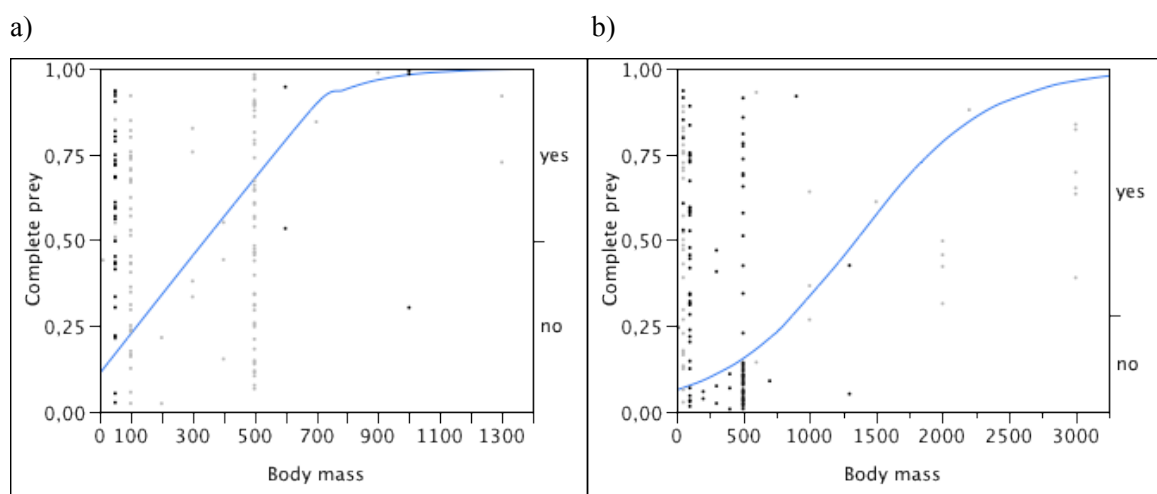 a)
1,00
0,75
0,50
0,25
0,00
Complete prey
yes
no
0 100 300 500 700 900 1100 1300
Body mass
b)
1,00
0,75
0,50
0,25
0,00
Complete prey
yes
no
0 500 1000 1500 2000 2500 3000
Body mass